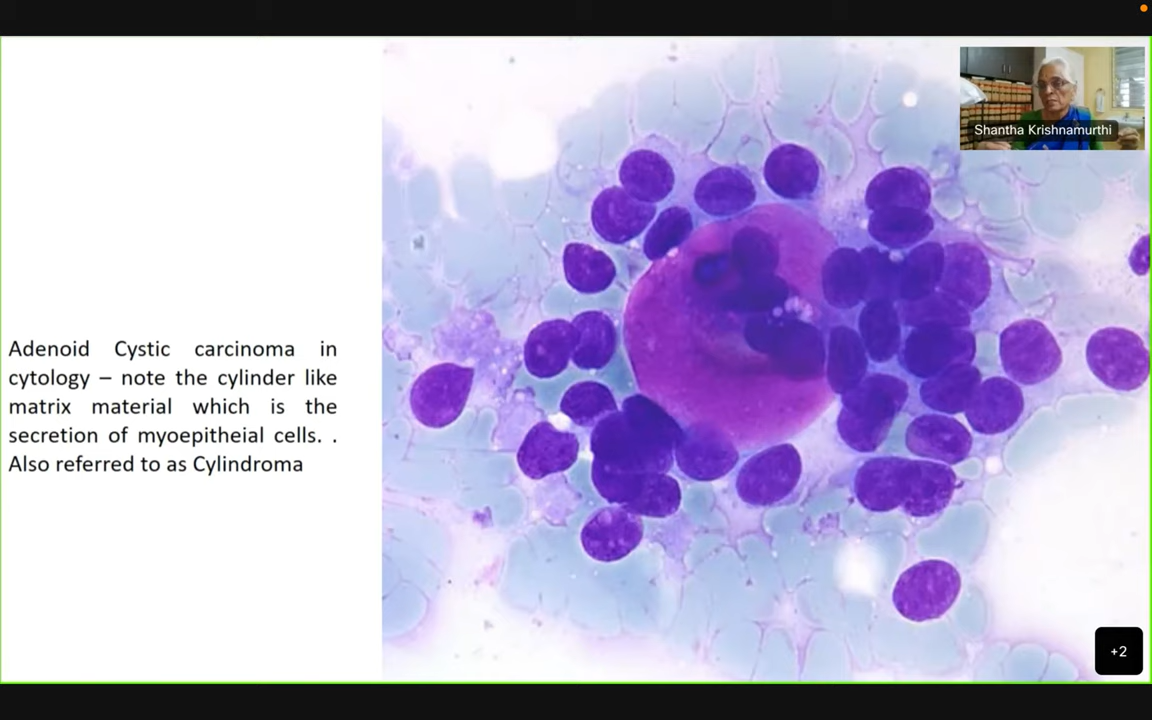 Shantha Krishnamurthi
Adenoid Cystic carcinoma in
cytology – note the cylinder like
matrix material which is the
secretion of myoepitheial cells. .
Also referred to as Cylindroma
+2